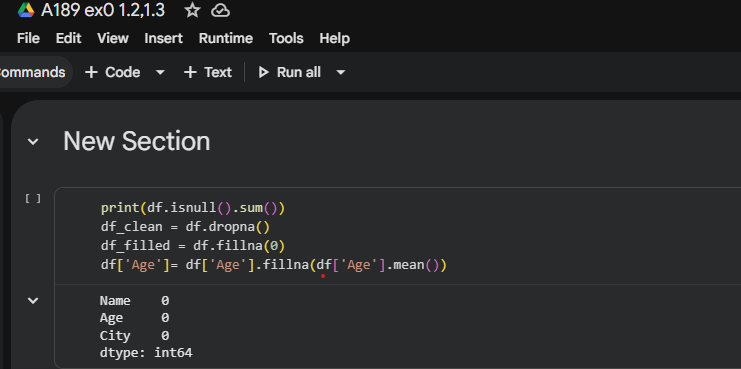 A189 ex0 1.2,1.3
File Edit View Insert Runtime Tools Help
ommands + Code + Text Run all
New Section
[ ]
print(df.isnull().sum())
df_clean = df.dropna()
df_filled = df.fillna(0)
df['Age']= df['Age'].fillna(df['Age'].mean())
Name 0
Age 0
City 0
dtype: int64